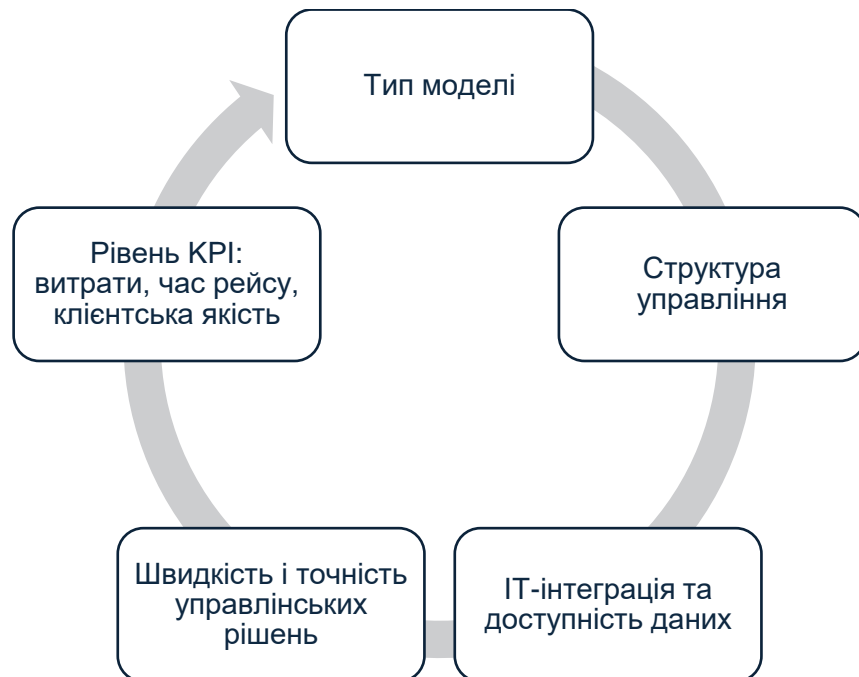 Тип моделі
Структура
управління
ІТ-інтеграція та
доступність даних
Швидкість і точність
управлінських
рішень
Рівень KPI:
витрати, час рейсу,
клієнтська якість